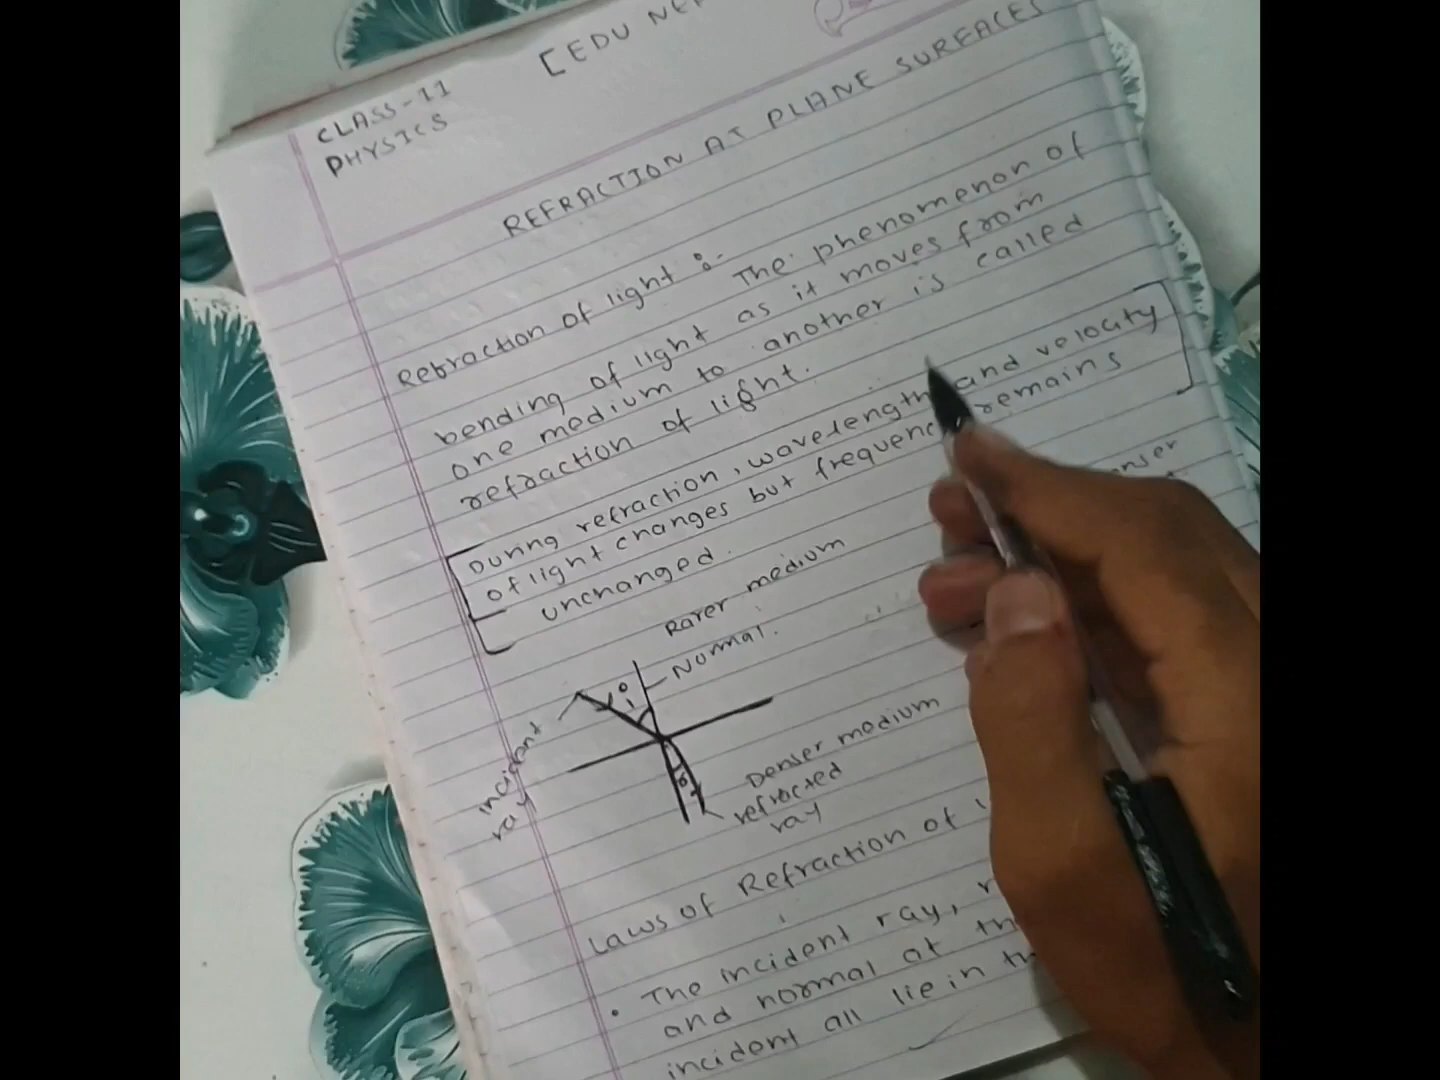 CLASS-11
PHYSICS
[EDU
REFRACTION AT PLANE SURFACES
Refraction of light :-
The phenomenon of
bending of light as it moves from
one medium to another is called
refraction of light.
During refraction, wavelength and velocity
of light changes but frequency remains
unchanged.
Rarer medium
Normal.
i
incident
ray
r
Denser medium
refracted
ray
Laws of Refraction of
• The incident ray,
and normal at
incident all lie in